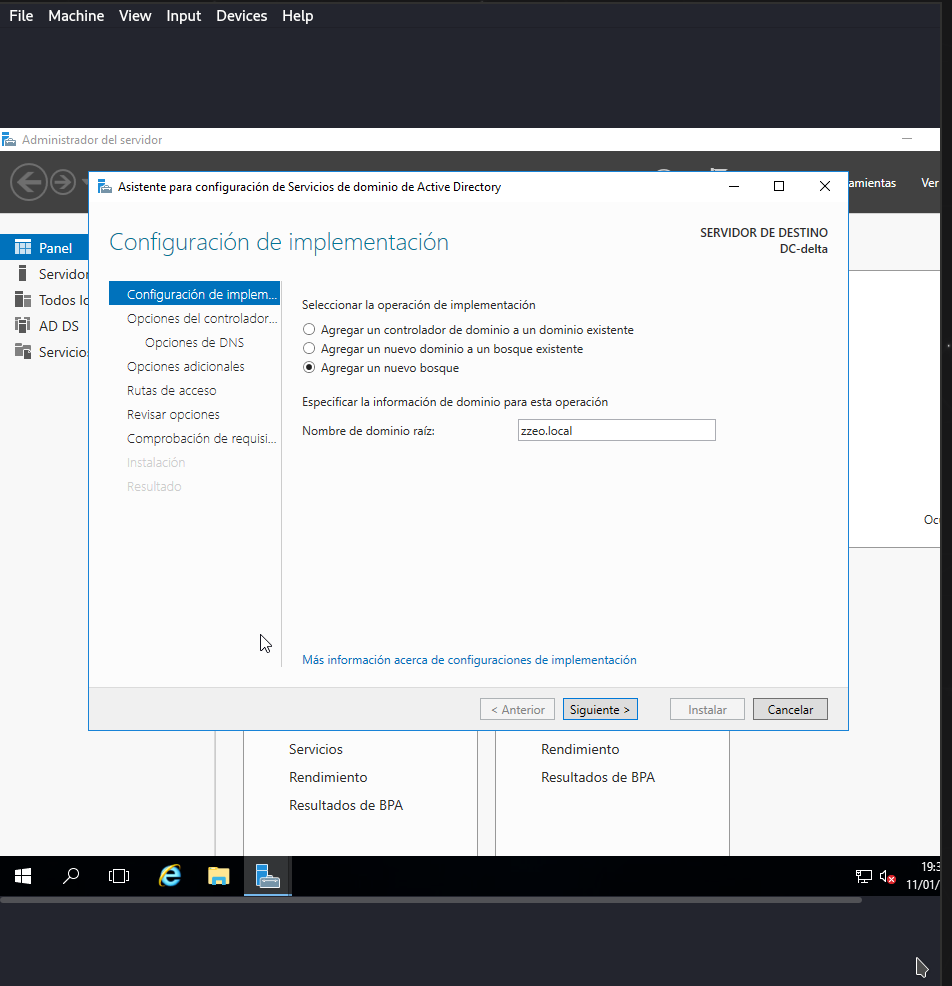 File Machine View Input Devices Help
Administrador del servidor
Asistente para configuración de Servicios de dominio de Active Directory
amientas Ver
Configuración de implementación
SERVIDOR DE DESTINO
DC-delta
Panel
Servidor
Todos lo
AD DS
Servicios
Configuración de implem...
Opciones del controlador...
Opciones de DNS
Opciones adicionales
Rutas de acceso
Revisar opciones
Comprobación de requisi...
Instalación
Resultado
Seleccionar la operación de implementación
Agregar un controlador de dominio a un dominio existente
Agregar un nuevo dominio a un bosque existente
Agregar un nuevo bosque
Especificar la información de dominio para esta operación
Nombre de dominio raíz: zzeo.local
Ocu
Más información acerca de configuraciones de implementación
< Anterior Siguiente > Instalar Cancelar
Servicios
Rendimiento
Resultados de BPA
Rendimiento
Resultados de BPA
19:3
11/01/